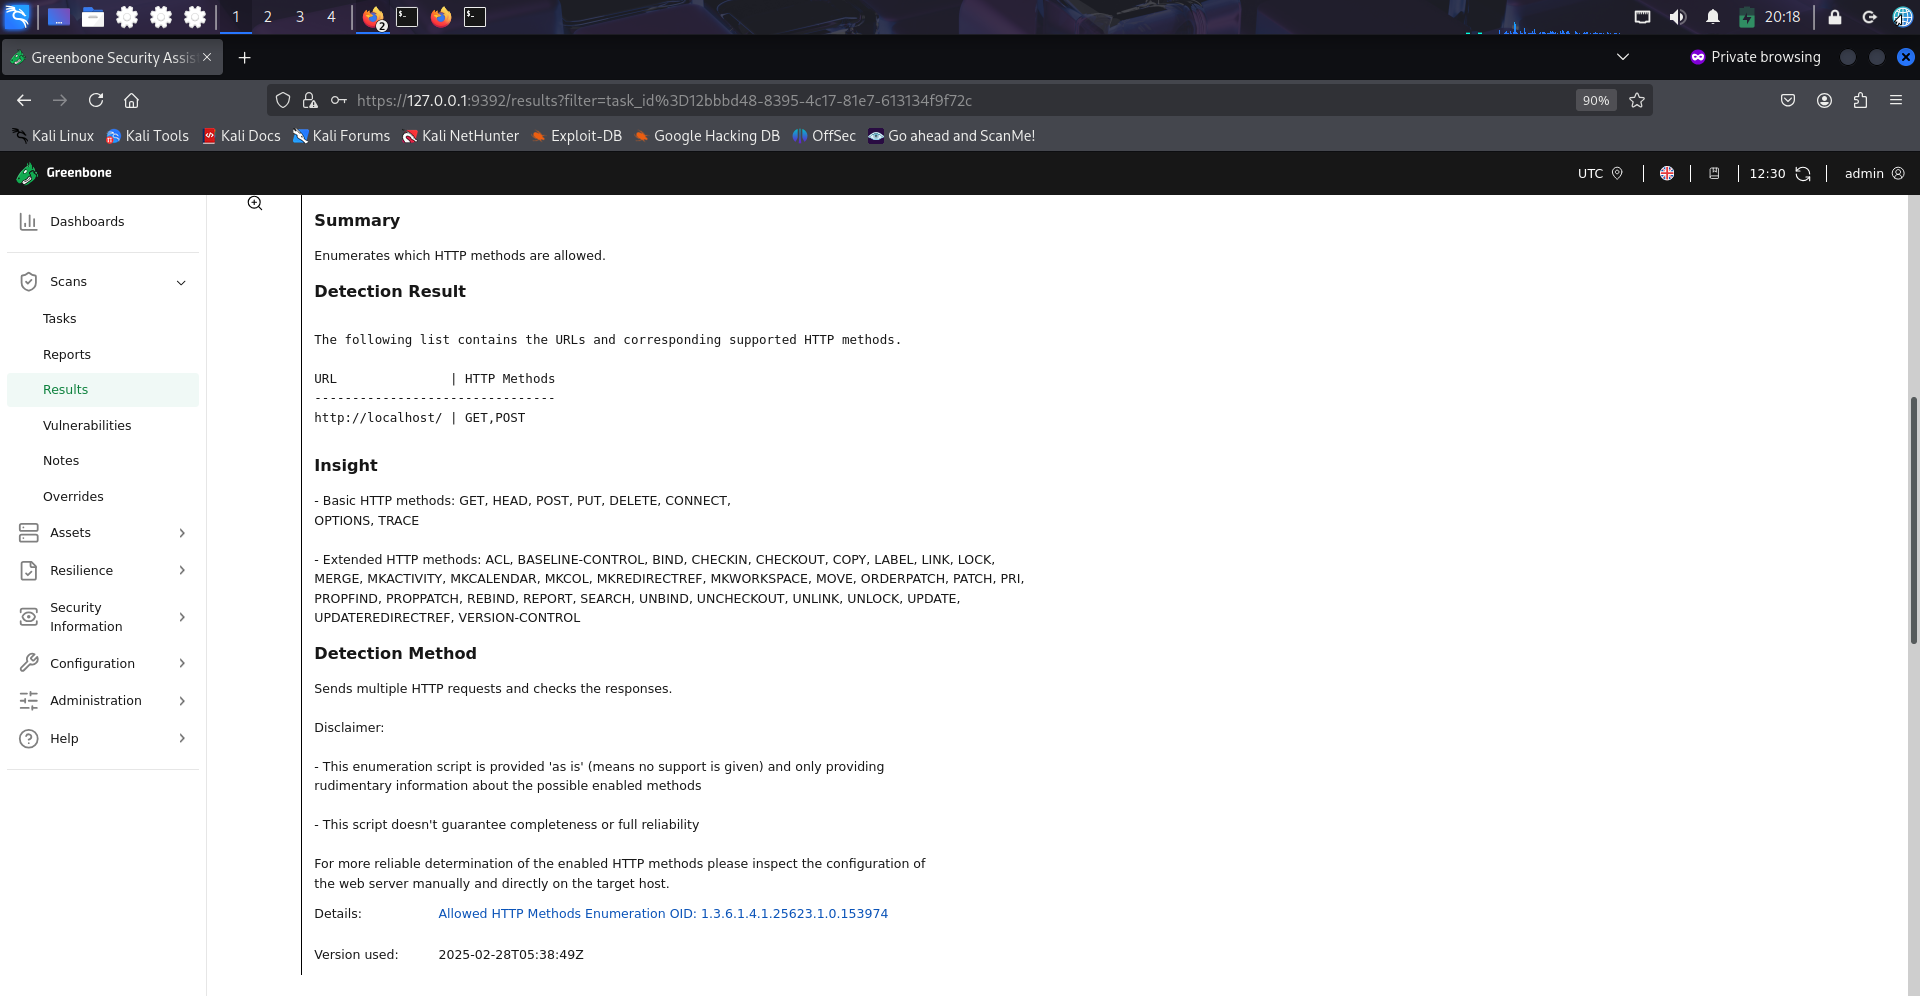 1 2 3 4
2
20:18
Greenbone Security Assis
Private browsing
https://127.0.0.1:9392/results?filter=task_id%3D12bbbd48-8395-4c17-81e7-613134f9f72c
90%
Kali Linux Kali Tools Kali Docs Kali Forums Kali NetHunter Exploit-DB Google Hacking DB OffSec Go ahead and ScanMe!
Greenbone
UTC
12:30
admin
Dashboards
Scans
Tasks
Reports
Results
Vulnerabilities
Notes
Overrides
Assets
Resilience
Security
Information
Configuration
Administration
Help
Summary
Enumerates which HTTP methods are allowed.
Detection Result
The following list contains the URLs and corresponding supported HTTP methods.
URL | HTTP Methods
--------------------------------
http://localhost/ | GET,POST
Insight
- Basic HTTP methods: GET, HEAD, POST, PUT, DELETE, CONNECT,
OPTIONS, TRACE
- Extended HTTP methods: ACL, BASELINE-CONTROL, BIND, CHECKIN, CHECKOUT, COPY, LABEL, LINK, LOCK,
MERGE, MKACTIVITY, MKCALENDAR, MKCOL, MKREDIRECTREF, MKWORKSPACE, MOVE, ORDERPATCH, PATCH, PRI,
PROPFIND, PROPPATCH, REBIND, REPORT, SEARCH, UNBIND, UNCHECKOUT, UNLINK, UNLOCK, UPDATE,
UPDATEREDIRECTREF, VERSION-CONTROL
Detection Method
Sends multiple HTTP requests and checks the responses.
Disclaimer:
- This enumeration script is provided 'as is' (means no support is given) and only providing
rudimentary information about the possible enabled methods
- This script doesn't guarantee completeness or full reliability
For more reliable determination of the enabled HTTP methods please inspect the configuration of
the web server manually and directly on the target host.
Details: Allowed HTTP Methods Enumeration OID: 1.3.6.1.4.1.25623.1.0.153974
Version used: 2025-02-28T05:38:49Z